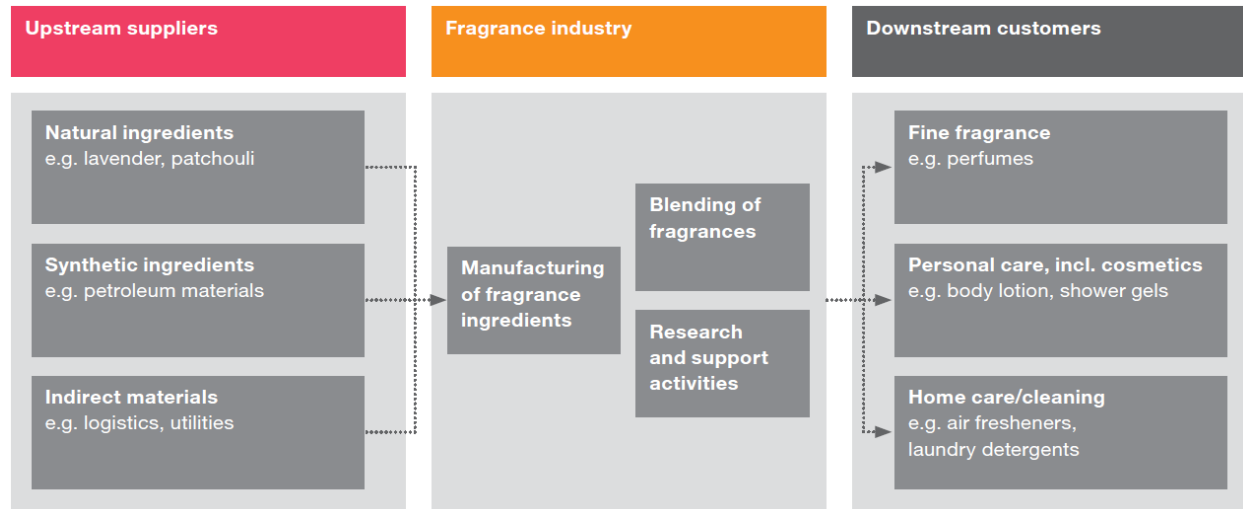 Upstream suppliers
Natural ingredients
e.g. lavender, patchouli
Synthetic ingredients
e.g. petroleum materials
Indirect materials
e.g. logistics, utilities
Fragrance industry
Manufacturing
of fragrance
ingredients
Blending of
fragrances
Research
and support
activities
Downstream customers
Fine fragrance
e.g. perfumes
Personal care, incl. cosmetics
e.g. body lotion, shower gels
Home care/cleaning
e.g. air fresheners,
laundry detergents